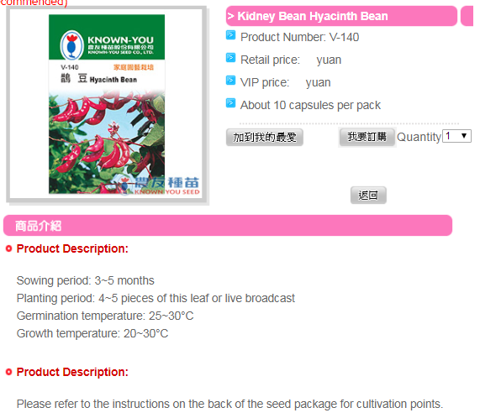 commended)
> Kidney Bean Hyacinth Bean
Product Number: V-140
Retail price: yuan
VIP price: yuan
About 10 capsules per pack
加到我的最愛
我要訂購
Quantity 1
返回
KNOWN-YOU
農友種苗股份有限公司
KNOWN-YOU SEED CO., LTD.
V-140
家庭園藝栽培
鵲豆 Hyacinth Bean
農友種苗
KNOWN-YOU SEED
商品介紹
Product Description:
Sowing period: 3~5 months
Planting period: 4~5 pieces of this leaf or live broadcast
Germination temperature: 25~30°C
Growth temperature: 20~30°C
Product Description:
Please refer to the instructions on the back of the seed package for cultivation points.